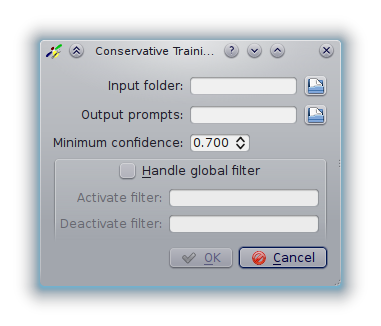 Conservative Traini...
Input folder:
Output prompts:
Minimum confidence: 0.700
Handle global filter
Activate filter:
Deactivate filter:
OK Cancel